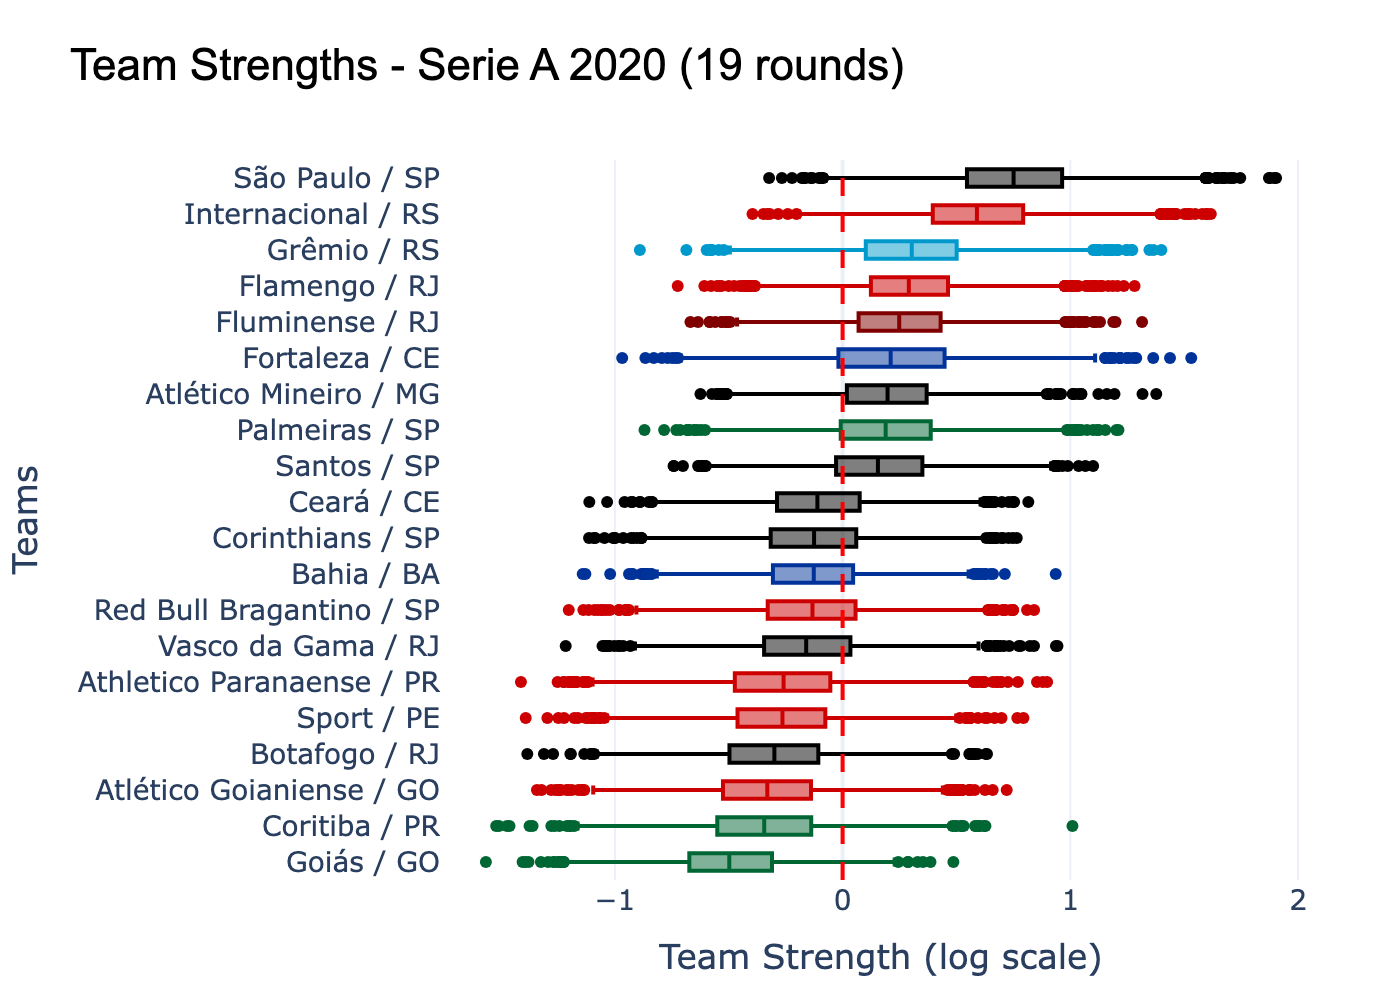 Team Strengths - Serie A 2020 (19 rounds)
São Paulo / SP
Internacional / RS
Grêmio / RS
Flamengo / RJ
Fluminense / RJ
Fortaleza / CE
Atlético Mineiro / MG
Palmeiras / SP
Santos / SP
Ceará / CE
Corinthians / SP
Bahia / BA
Red Bull Bragantino / SP
Vasco da Gama / RJ
Athletico Paranaense / PR
Sport / PE
Botafogo / RJ
Atlético Goianiense / GO
Coritiba / PR
Goiás / GO
Teams
−1 0 1 2
Team Strength (log scale)